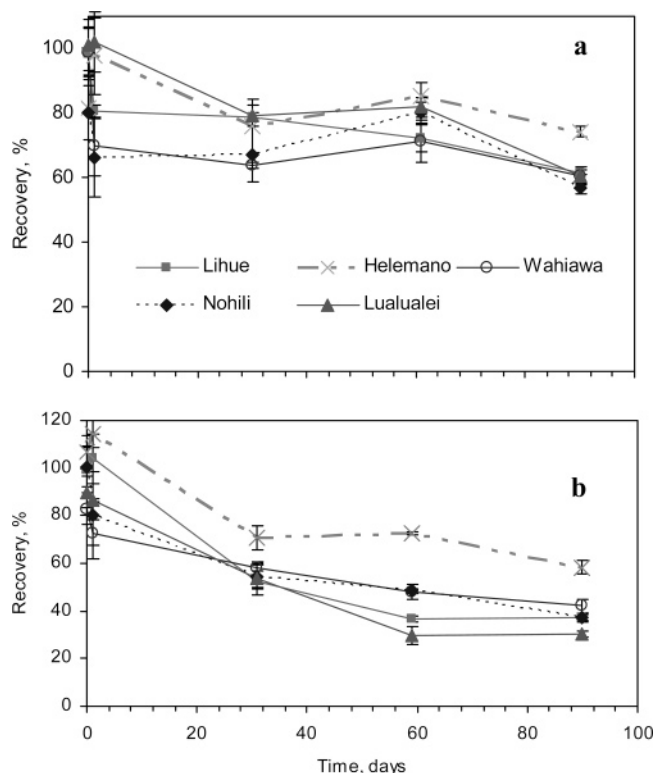 100
a
80
60
40
20
0
Recovery, %
Lihue Helemano Wahiawa
Nohili Lualualei
120
100
b
80
60
40
20
0
Recovery, %
0 20 40 60 80 100
Time, days